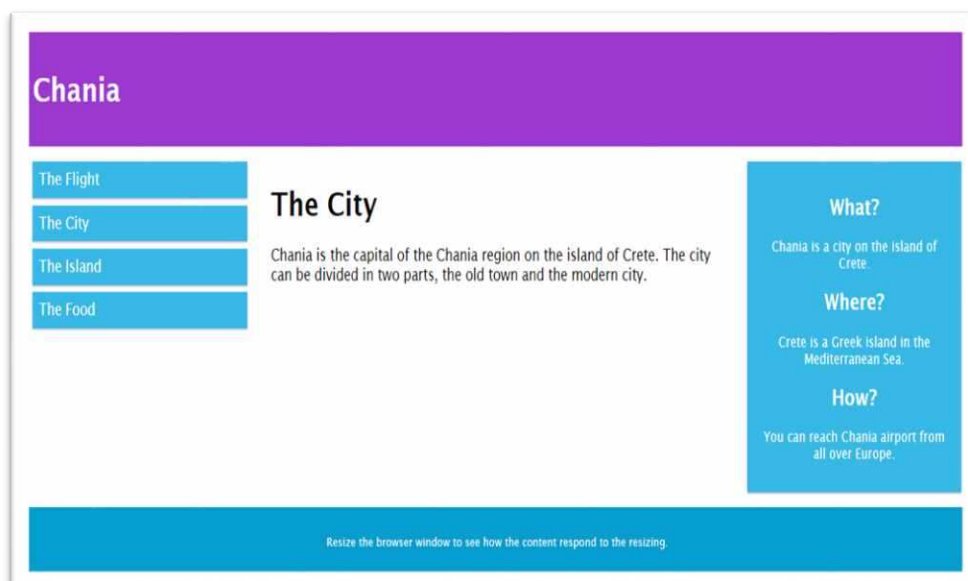 Chania
The Flight
The City
The Island
The Food
The City
Chania is the capital of the Chania region on the island of Crete. The city
can be divided in two parts, the old town and the modern city.
What?
Chania is a city on the island of
Crete.
Where?
Crete is a Greek island in the
Mediterranean Sea.
How?
You can reach Chania airport from
all over Europe.
Resize the browser window to see how the content respond to the resizing.